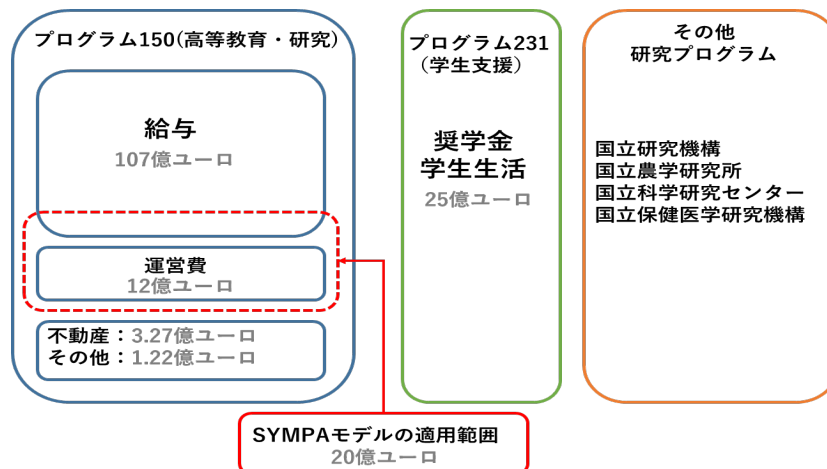 プログラム150(高等教育・研究)
給与
107億ユーロ
運営費
12億ユーロ
不動産：3.27億ユーロ
その他：1.22億ユーロ
プログラム231
(学生支援)
奨学金
学生生活
25億ユーロ
その他
研究プログラム
国立研究機構
国立農学研究所
国立科学研究センター
国立保健医学研究機構
SYMPAモデルの適用範囲
20億ユーロ